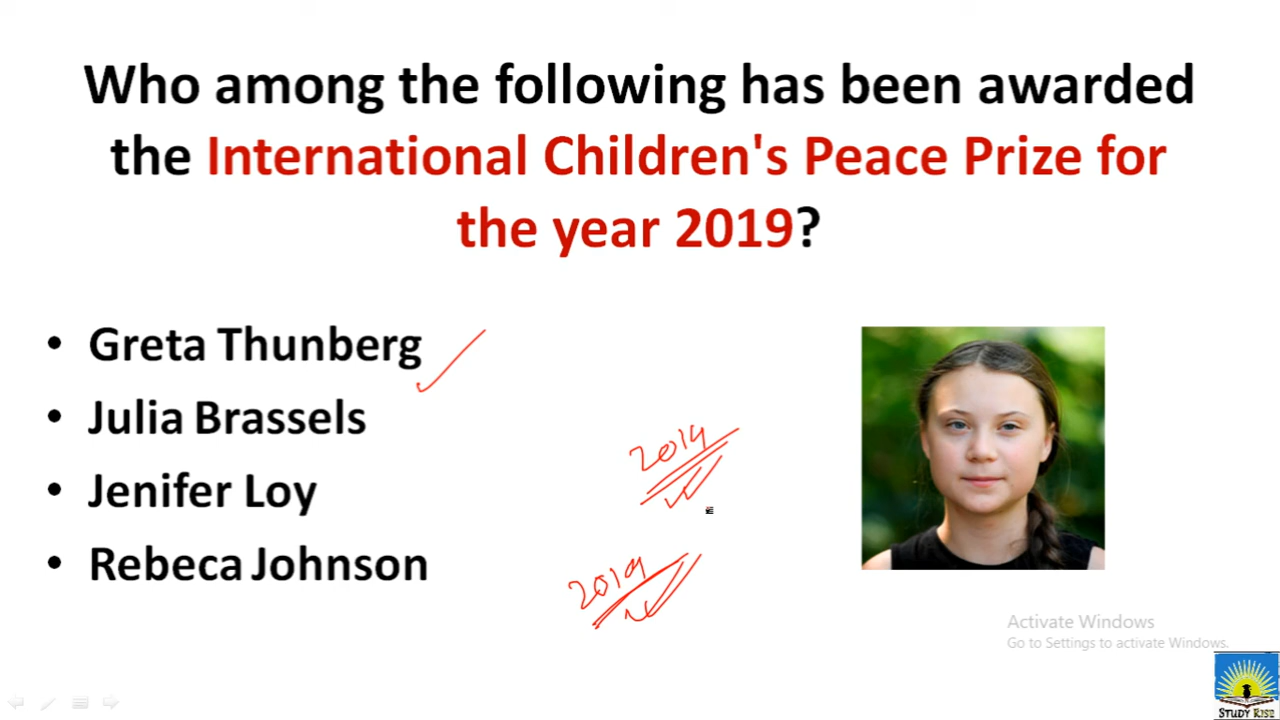 Who among the following has been awarded
the International Children's Peace Prize for
the year 2019?
• Greta Thunberg
• Julia Brassels
• Jenifer Loy
• Rebeca Johnson
2019
2019
Activate Windows
Go to Settings to activate Windows.
STUDY RISE